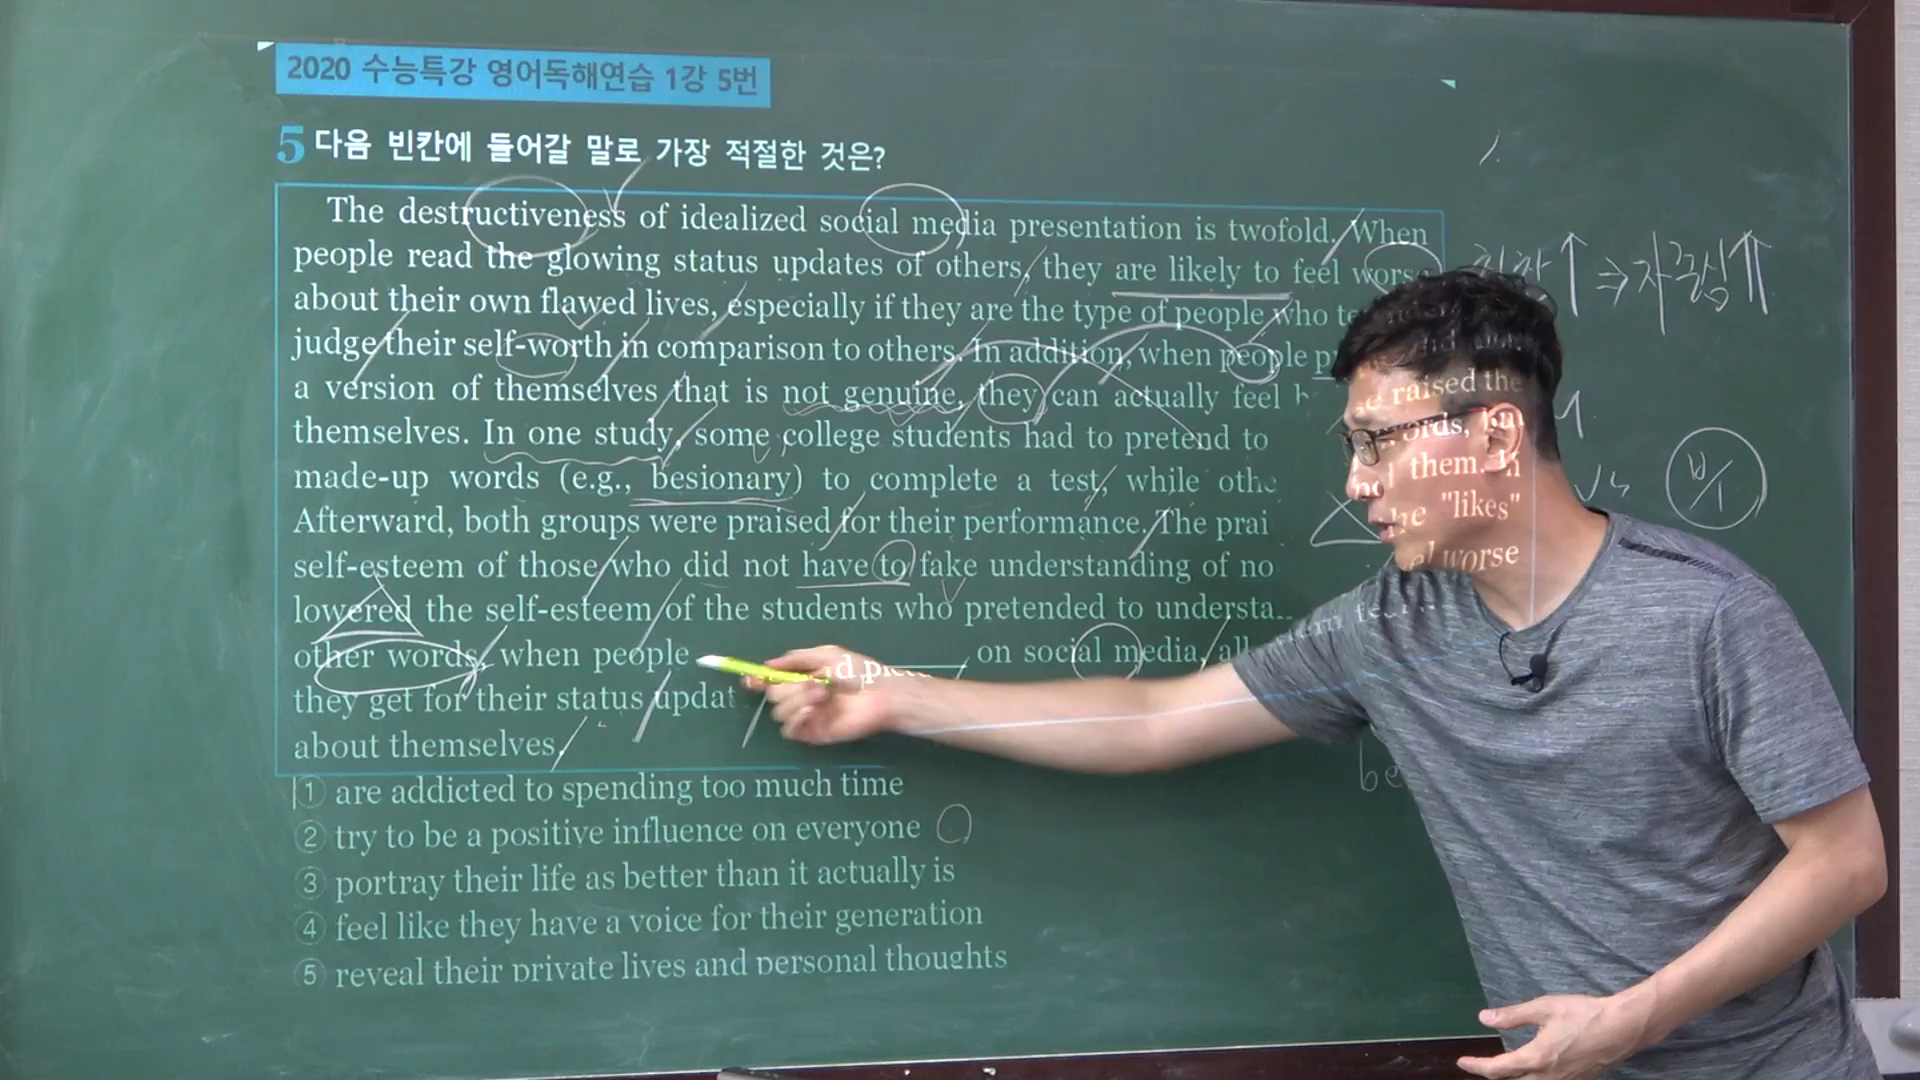 2020 수능특강 영어독해연습 1강 5번
5 다음 빈칸에 들어갈 말로 가장 적절한 것은?
The destructiveness of idealized social media presentation is twofold. When
people read the glowing status updates of others, they are likely to feel worse
about their own flawed lives, especially if they are the type of people who
judge their self-worth in comparison to others. In addition, when people
a version of themselves that is not genuine, they can actually feel
themselves. In one study, some college students had to pretend to
made-up words (e.g., besionary) to complete a test, while
Afterward, both groups were praised for their performance. The
raised the
self-esteem of those who did not have to fake understanding of
words, but
lowered the self-esteem of the students who pretended to
them. In
other words, when people on social media,
"likes"
they get for their status
worse
about themselves.
① are addicted to spending too much time
② try to be a positive influence on everyone
③ portray their life as better than it actually is
④ feel like they have a voice for their generation
⑤ reveal their private lives and personal thoughts
↑ ⇒ 자존심 ⇑
be